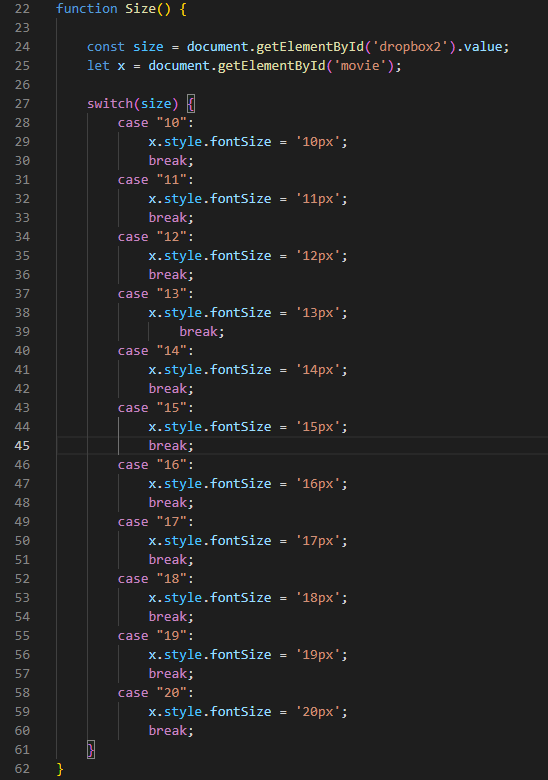 22 function Size() {
23
24     const size = document.getElementById('dropbox2').value;
25     let x = document.getElementById('movie');
26
27     switch(size) {
28         case "10":
29             x.style.fontSize = '10px';
30             break;
31         case "11":
32             x.style.fontSize = '11px';
33             break;
34         case "12":
35             x.style.fontSize = '12px';
36             break;
37         case "13":
38             x.style.fontSize = '13px';
39                 break;
40         case "14":
41             x.style.fontSize = '14px';
42             break;
43         case "15":
44             x.style.fontSize = '15px';
45             break;
46         case "16":
47             x.style.fontSize = '16px';
48             break;
49         case "17":
50             x.style.fontSize = '17px';
51             break;
52         case "18":
53             x.style.fontSize = '18px';
54             break;
55         case "19":
56             x.style.fontSize = '19px';
57             break;
58         case "20":
59             x.style.fontSize = '20px';
60             break;
61     }
62 }